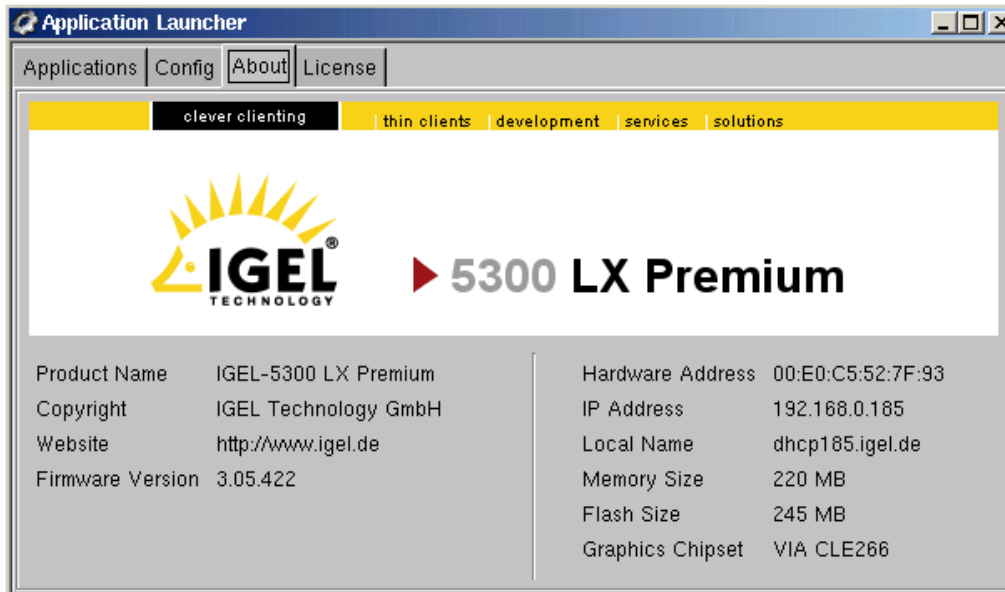 Application Launcher
Applications Config About License
clever clienting thin clients development services solutions
IGEL®
TECHNOLOGY
5300 LX Premium
Product Name IGEL-5300 LX Premium
Copyright IGEL Technology GmbH
Website http://www.igel.de
Firmware Version 3.05.422
Hardware Address 00:E0:C5:52:7F:93
IP Address 192.168.0.185
Local Name dhcp185.igel.de
Memory Size 220 MB
Flash Size 245 MB
Graphics Chipset VIA CLE266